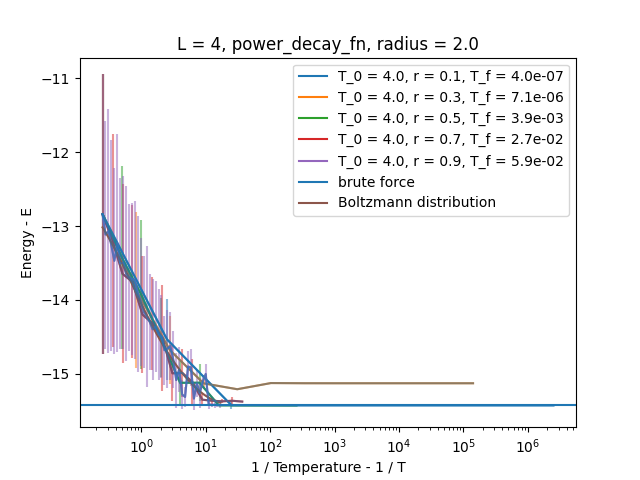 L = 4, power_decay_fn, radius = 2.0
T_0 = 4.0, r = 0.1, T_f = 4.0e-07
T_0 = 4.0, r = 0.3, T_f = 7.1e-06
T_0 = 4.0, r = 0.5, T_f = 3.9e-03
T_0 = 4.0, r = 0.7, T_f = 2.7e-02
T_0 = 4.0, r = 0.9, T_f = 5.9e-02
brute force
Boltzmann distribution
Energy - E
−11
−12
−13
−14
−15
10⁰ 10¹ 10² 10³ 10⁴ 10⁵ 10⁶
1 / Temperature - 1 / T